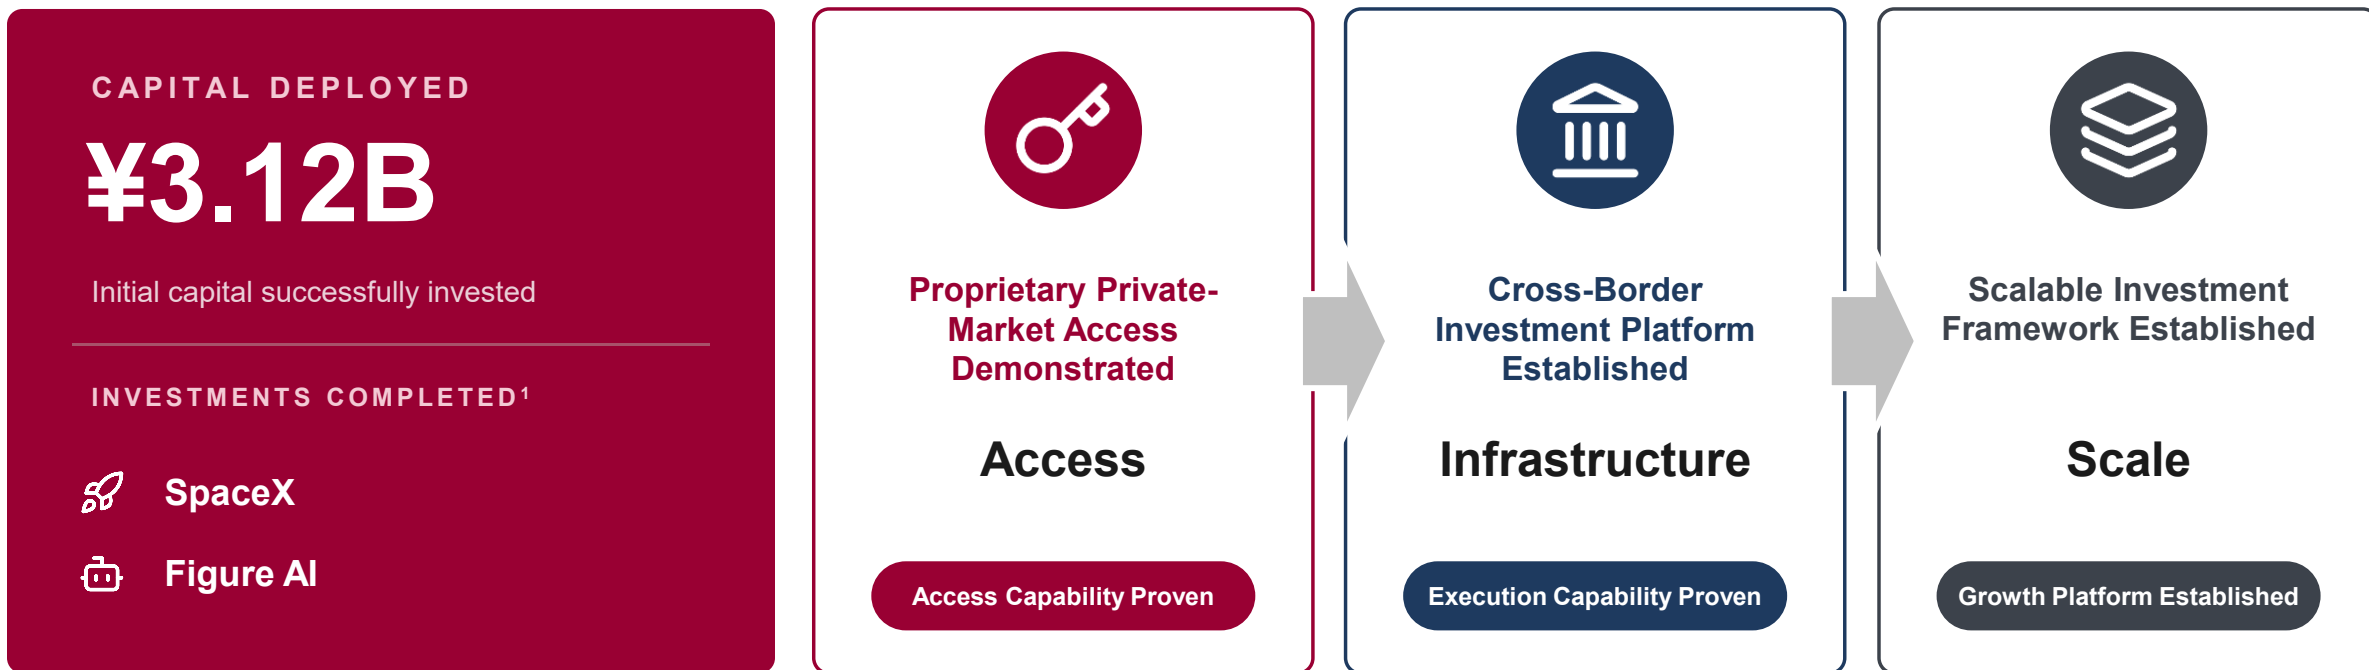 CAPITAL DEPLOYED
¥3.12B
Initial capital successfully invested
INVESTMENTS COMPLETED¹
SpaceX
Figure AI
Proprietary Private-
Market Access
Demonstrated
Access
Access Capability Proven
Cross-Border
Investment Platform
Established
Infrastructure
Execution Capability Proven
Scalable Investment
Framework Established
Scale
Growth Platform Established